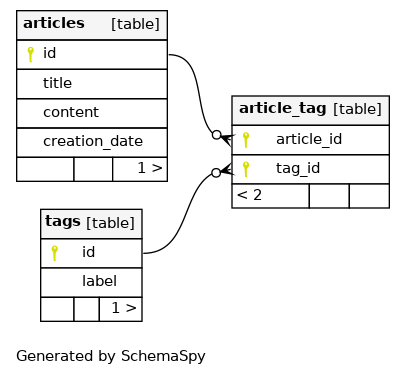 articles [table]
id
title
content
creation_date
1 >
article_tag [table]
article_id
tag_id
< 2
tags [table]
id
label
1 >
Generated by SchemaSpy